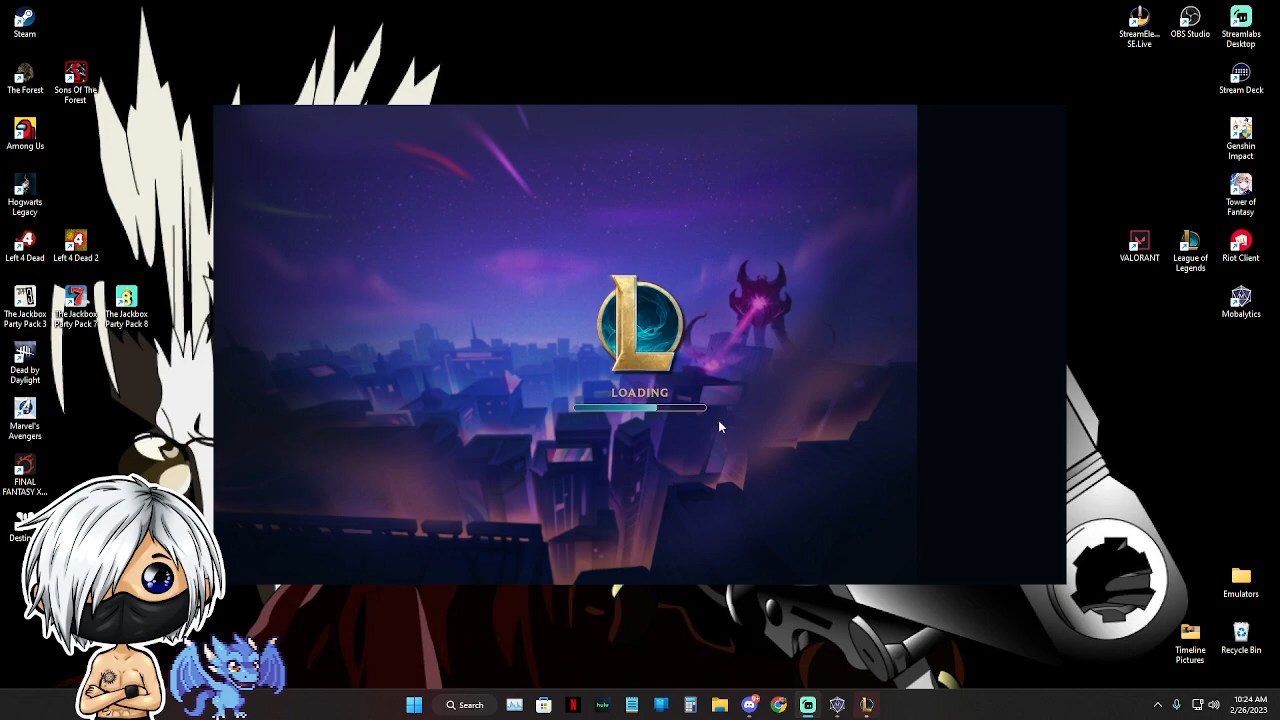 Steam
The Forest
Sons Of The
Forest
Among Us
Hogwarts
Legacy
Left 4 Dead
Left 4 Dead 2
The Jackbox
Party Pack 3
The Jackbox
Party Pack 7
The Jackbox
Party Pack 8
Dead by
Daylight
Marvel's
Avengers
FINAL
FANTASY X...
LOADING
StreamEle...
SE.Live
OBS Studio
Streamlabs
Desktop
Stream Deck
Genshin
Impact
Tower of
Fantasy
VALORANT
League of
Legends
Riot Client
Mobalytics
Emulators
Timeline
Pictures
Recycle Bin
Search
hulu
10:24 AM
2/26/2023